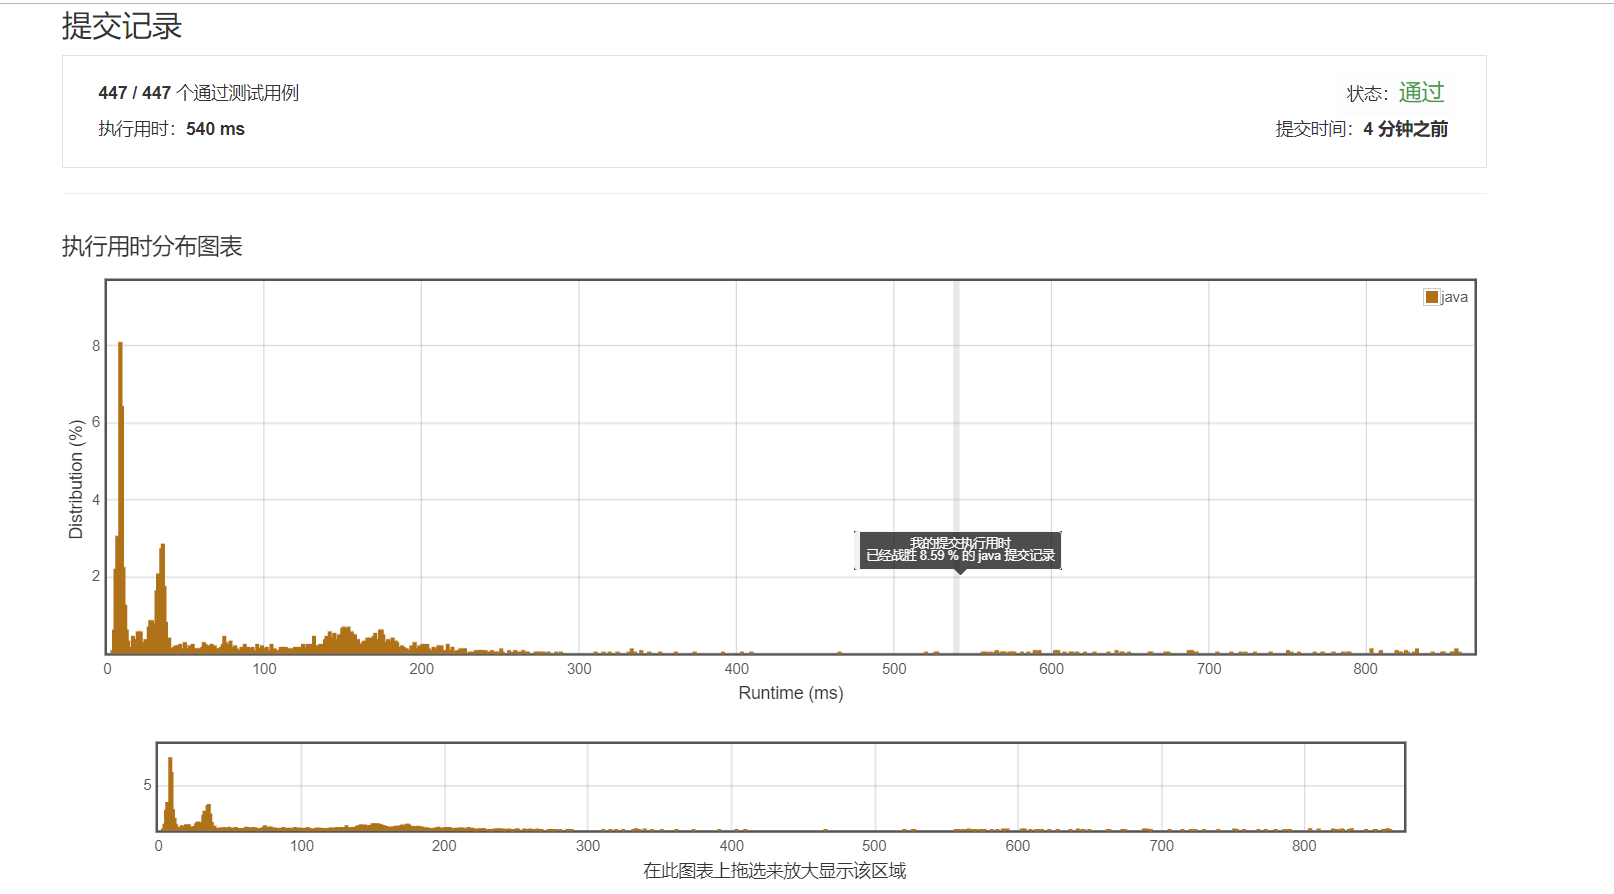 提交记录
447 / 447 个通过测试用例
状态：通过
执行用时：540 ms
提交时间：4 分钟之前
执行用时分布图表
java
8
6
4
2
Distribution (%)
我的提交执行用时
已经战胜 8.59 % 的 java 提交记录
0 100 200 300 400 500 600 700 800
Runtime (ms)
5
0 100 200 300 400 500 600 700 800
在此图表上拖选来放大显示该区域